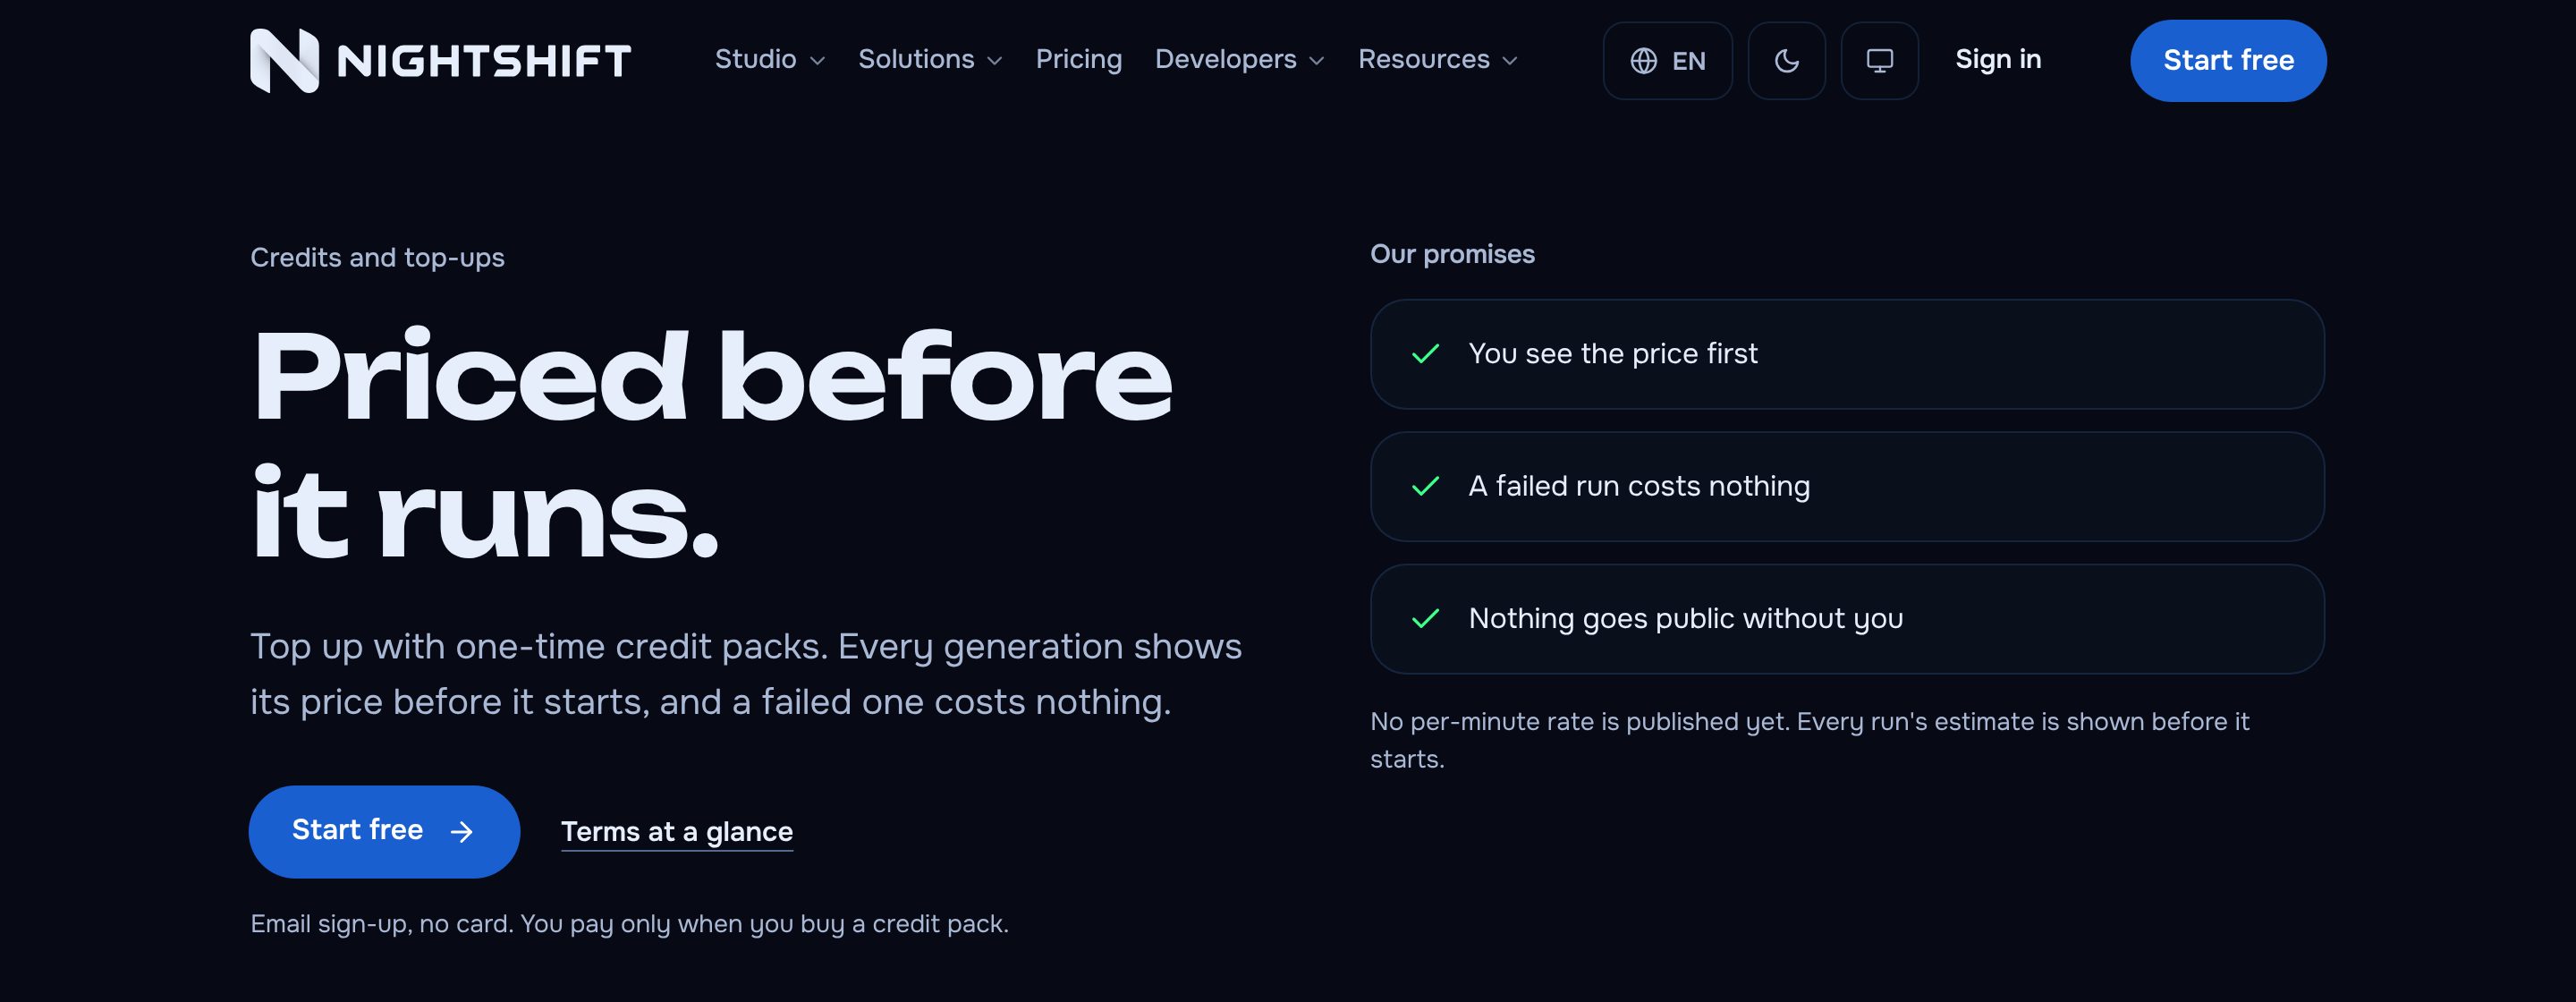 NIGHTSHIFT
Studio
Solutions
Pricing
Developers
Resources
EN
Sign in
Start free
Credits and top-ups
Priced before
it runs.
Top up with one-time credit packs. Every generation shows
its price before it starts, and a failed one costs nothing.
Start free
Terms at a glance
Email sign-up, no card. You pay only when you buy a credit pack.
Our promises
You see the price first
A failed run costs nothing
Nothing goes public without you
No per-minute rate is published yet. Every run's estimate is shown before it
starts.